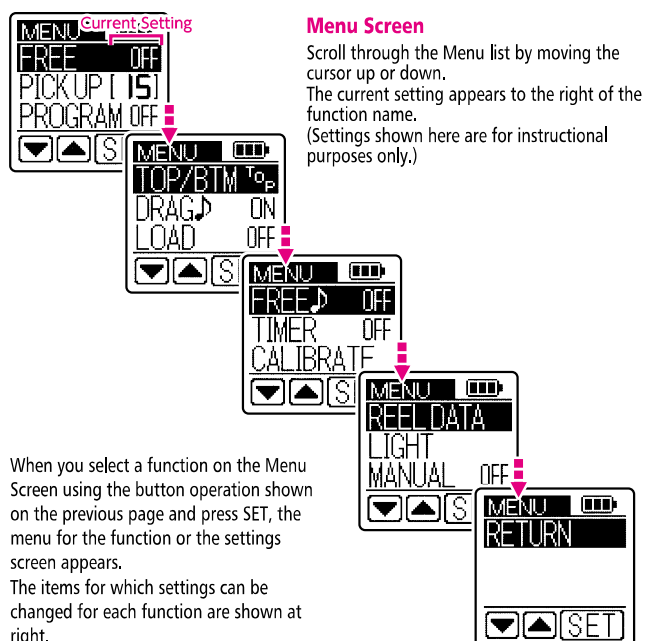 Current Setting
MENU
FREE OFF
PICK UP [ 15]
PROGRAM OFF
Menu Screen
Scroll through the Menu list by moving the
cursor up or down.
The current setting appears to the right of the
function name.
(Settings shown here are for instructional
purposes only.)
MENU
TOP/BTM TOP
DRAG♪ ON
LOAD OFF
MENU
FREE♪ OFF
TIMER OFF
CALIBRATE
MENU
REEL DATA
LIGHT
MANUAL OFF
MENU
RETURN
▼ ▲ SET
When you select a function on the Menu
Screen using the button operation shown
on the previous page and press SET, the
menu for the function or the settings
screen appears.
The items for which settings can be
changed for each function are shown at
right.